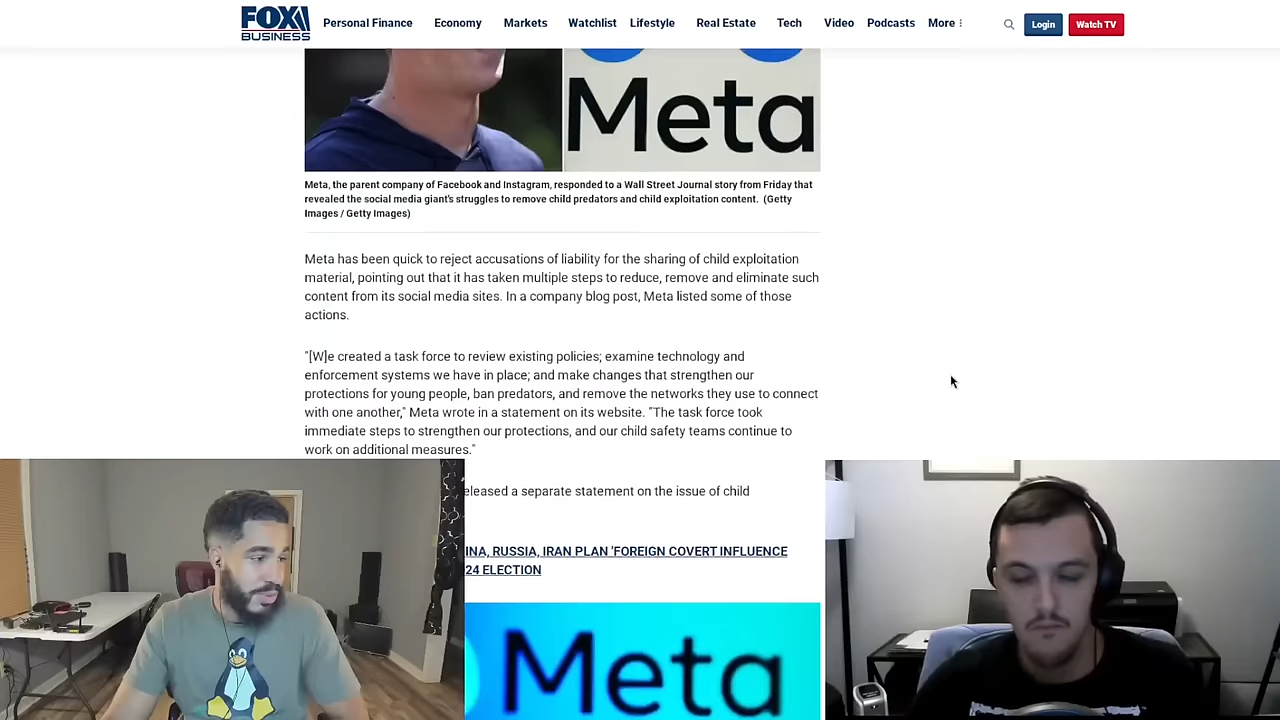 FOX
BUSINESS
Personal Finance Economy Markets Watchlist Lifestyle Real Estate Tech Video Podcasts More Login Watch TV
Meta
Meta, the parent company of Facebook and Instagram, responded to a Wall Street Journal story from Friday that
revealed the social media giant's struggles to remove child predators and child exploitation content. (Getty
Images / Getty Images)
Meta has been quick to reject accusations of liability for the sharing of child exploitation
material, pointing out that it has taken multiple steps to reduce, remove and eliminate such
content from its social media sites. In a company blog post, Meta listed some of those
actions.
"[W]e created a task force to review existing policies; examine technology and
enforcement systems we have in place; and make changes that strengthen our
protections for young people, ban predators, and remove the networks they use to connect
with one another," Meta wrote in a statement on its website. "The task force took
immediate steps to strengthen our protections, and our child safety teams continue to
work on additional measures."
eleased a separate statement on the issue of child
INA, RUSSIA, IRAN PLAN 'FOREIGN COVERT INFLUENCE
24 ELECTION
Meta